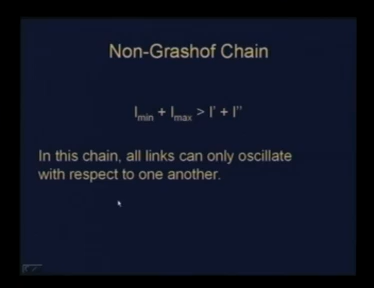 Non-Grashof Chain
lmin + lmax > l' + l''
In this chain, all links can only oscillate
with respect to one another.